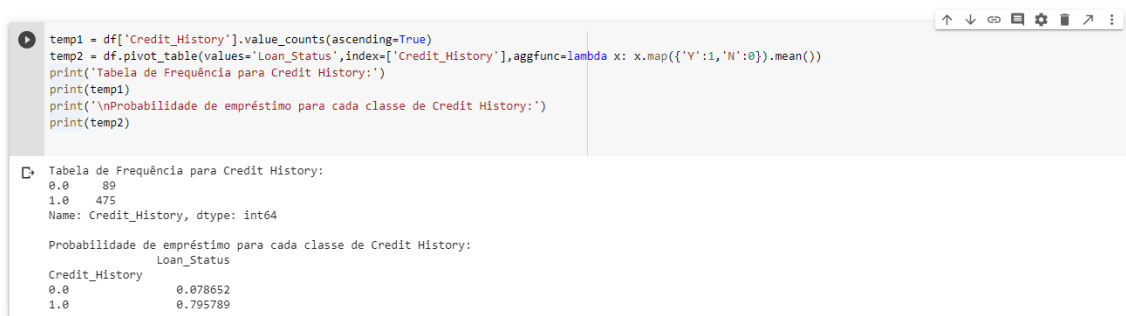 temp1 = df['Credit_History'].value_counts(ascending=True)
temp2 = df.pivot_table(values='Loan_Status',index=['Credit_History'],aggfunc=lambda x: x.map({'Y':1,'N':0}).mean())
print('Tabela de Frequência para Credit History:')
print(temp1)
print('\nProbabilidade de empréstimo para cada classe de Credit History:')
print(temp2)
Tabela de Frequência para Credit History:
0.0     89
1.0    475
Name: Credit_History, dtype: int64
Probabilidade de empréstimo para cada classe de Credit History:
Loan_Status
Credit_History
0.0                0.078652
1.0                0.795789